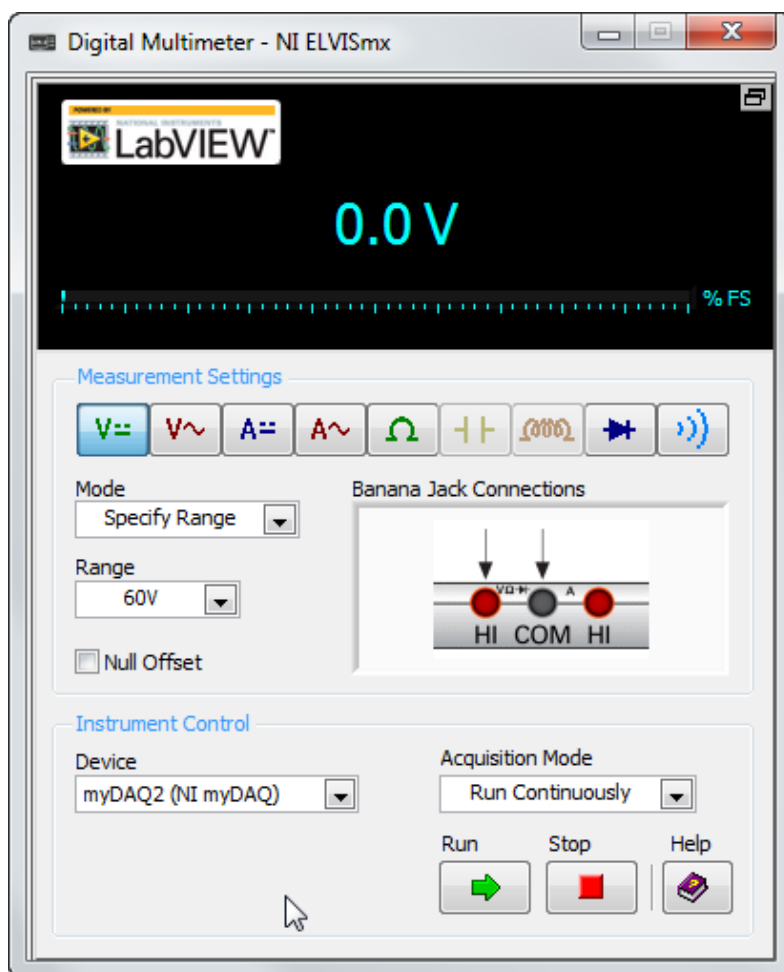 Digital Multimeter - NI ELVISmx
POWERED BY
NATIONAL INSTRUMENTS
LabVIEW™
0.0 V
% FS
Measurement Settings
V V A A Ω
Mode
Specify Range
Banana Jack Connections
Range
60V
VΩ A
HI COM HI
Null Offset
Instrument Control
Device
myDAQ2 (NI myDAQ)
Acquisition Mode
Run Continuously
Run Stop Help